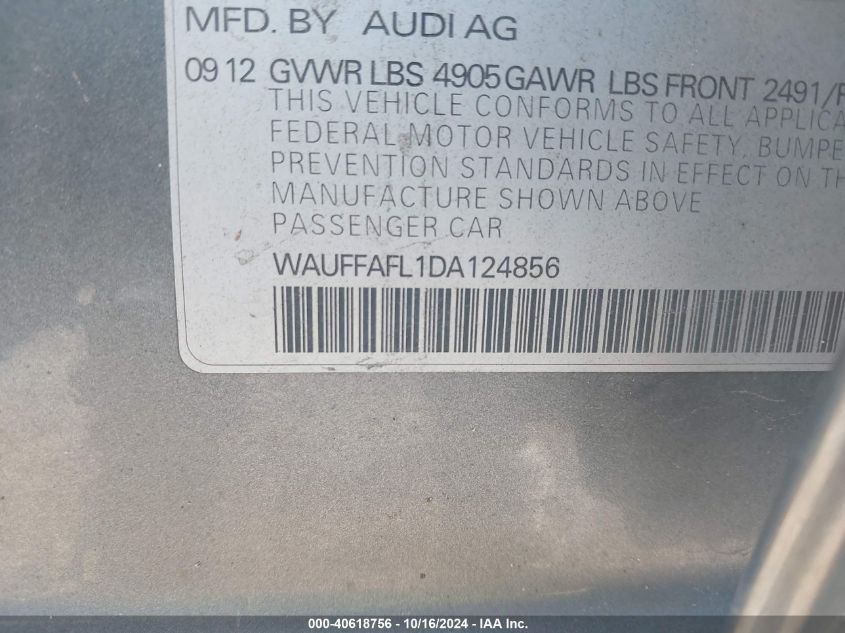 MFD. BY AUDI AG
09 12 GVWR LBS 4905 GAWR LBS FRONT 2491/
THIS VEHICLE CONFORMS TO ALL APPLICA
FEDERAL MOTOR VEHICLE SAFETY, BUMPE
PREVENTION STANDARDS IN EFFECT ON TH
MANUFACTURE SHOWN ABOVE
PASSENGER CAR
WAUFFAFL1DA124856
000-40618756 - 10/16/2024 - IAA Inc.